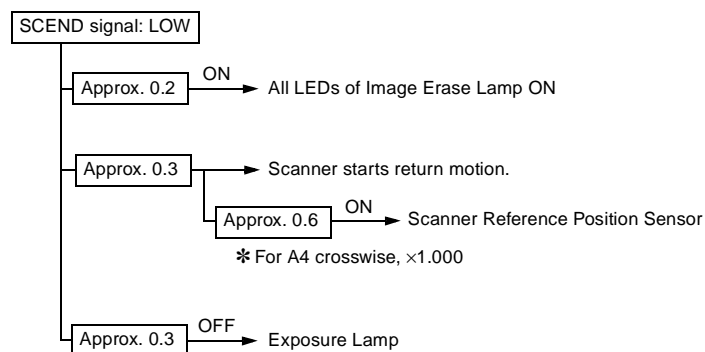 SCEND signal: LOW
Approx. 0.2 ON All LEDs of Image Erase Lamp ON
Approx. 0.3 Scanner starts return motion.
Approx. 0.6 ON Scanner Reference Position Sensor
✻ For A4 crosswise, ×1.000
Approx. 0.3 OFF Exposure Lamp